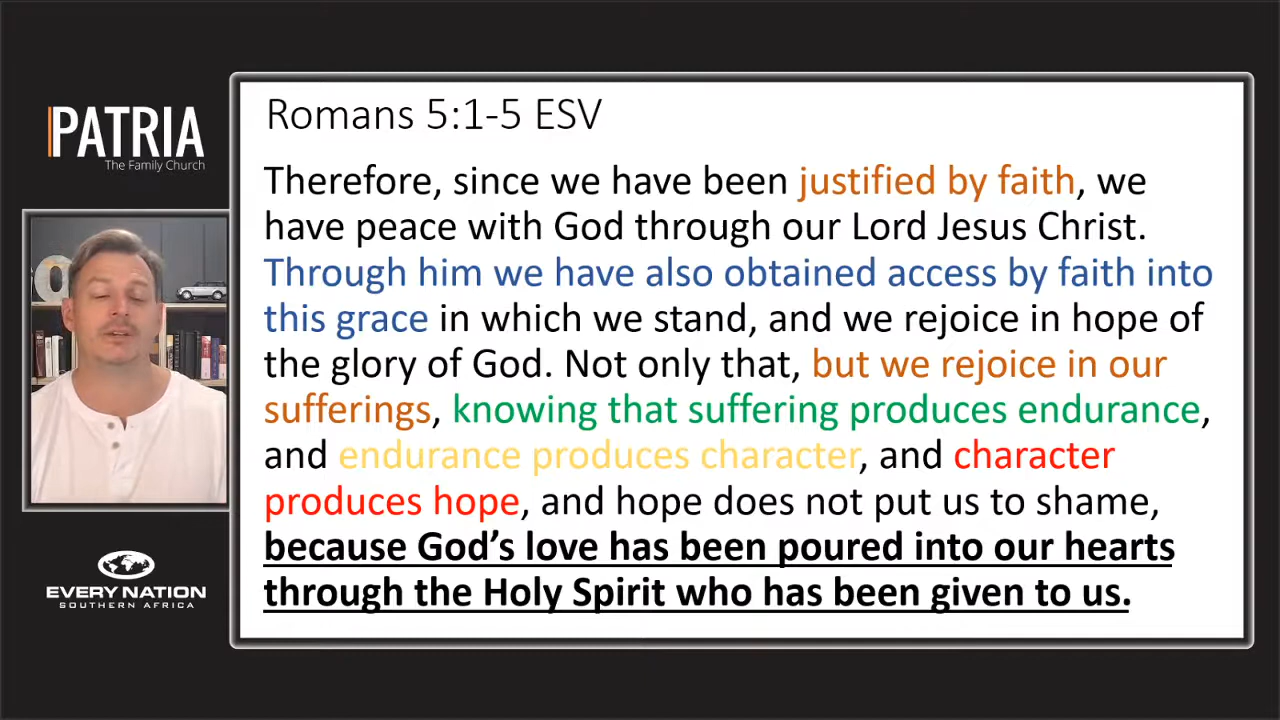 PATRIA
The Family Church
EVERY NATION
SOUTHERN AFRICA
Romans 5:1-5 ESV
Therefore, since we have been justified by faith, we
have peace with God through our Lord Jesus Christ.
Through him we have also obtained access by faith into
this grace in which we stand, and we rejoice in hope of
the glory of God. Not only that, but we rejoice in our
sufferings, knowing that suffering produces endurance,
and endurance produces character, and character
produces hope, and hope does not put us to shame,
because God’s love has been poured into our hearts
through the Holy Spirit who has been given to us.